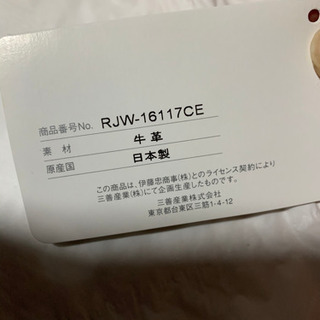 商品番号No. RJW-16117CE
素 材 牛 革
原産国 日本製
この商品は、伊藤忠商事(株)とのライセンス契約により
三善産業(株)にて企画生産したものです。
三善産業株式会社
東京都台東区三筋1-4-12